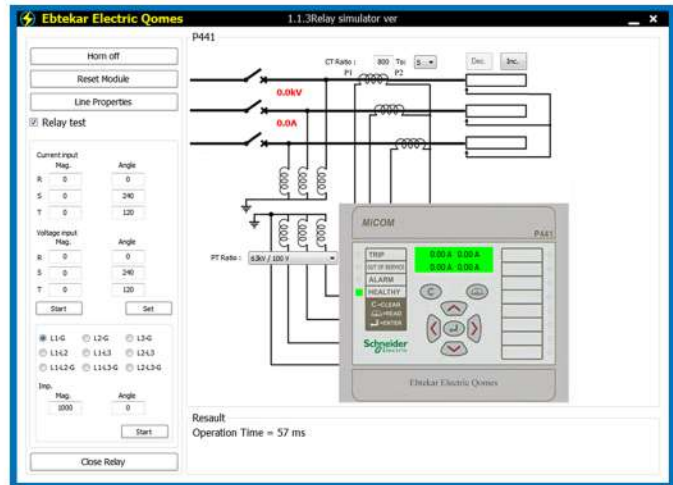 Ebtekar Electric Qomes
1.1.3Relay simulator ver
Horn off
Reset Module
Line Properties
Relay test
Current input
Mag. Angle
R 0 0
S 0 240
T 0 120
Voltage input
Mag. Angle
R 0 0
S 0 240
T 0 120
Start Set
L1-G L2-G L3-G
L1-L2 L1-L3 L2-L3
L1-L2-G L1-L3-G L2-L3-G
Imp.
Mag. Angle
1000 0
Start
Close Relay
P441
CT Ratio : 800 To: 5 Dec. Inc.
P1 P2
0.0kV
0.0A
PT Ratio : 63kV / 100 V
MiCOM
P441
TRIP
OUT OF SERVICE
ALARM
HEALTHY
0.00 A 0.00 A
0.00 A 0.00 A
C
C=CLEAR
=READ
=ENTER
Schneider
Ebtekar Electric Qomes
Resault
Operation Time = 57 ms